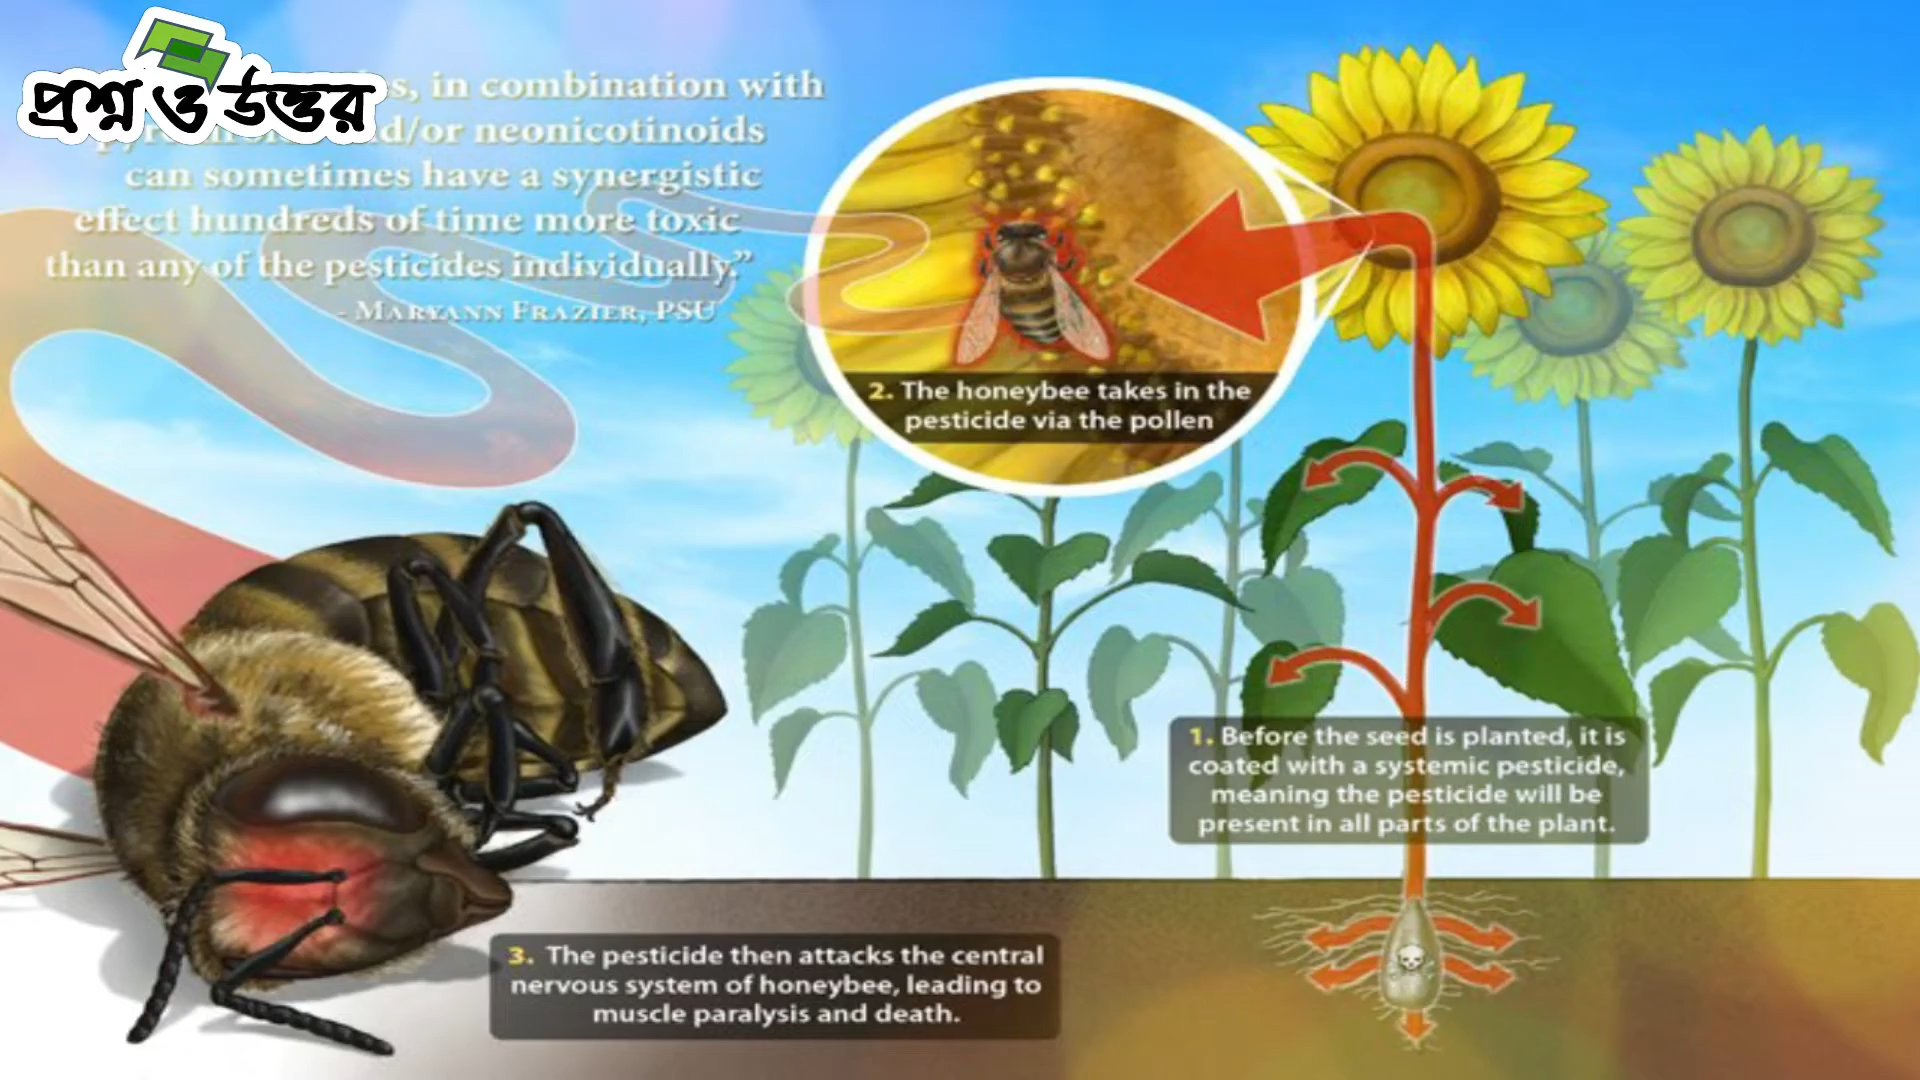 প্রশ্ন ও উত্তর
in combination with
neonicotinoids
can sometimes have a synergistic
effect hundreds of time more toxic
than any of the pesticides individually.”
- MARYANN FRAZIER, PSU
2. The honeybee takes in the
pesticide via the pollen
1. Before the seed is planted, it is
coated with a systemic pesticide,
meaning the pesticide will be
present in all parts of the plant.
3. The pesticide then attacks the central
nervous system of honeybee, leading to
muscle paralysis and death.